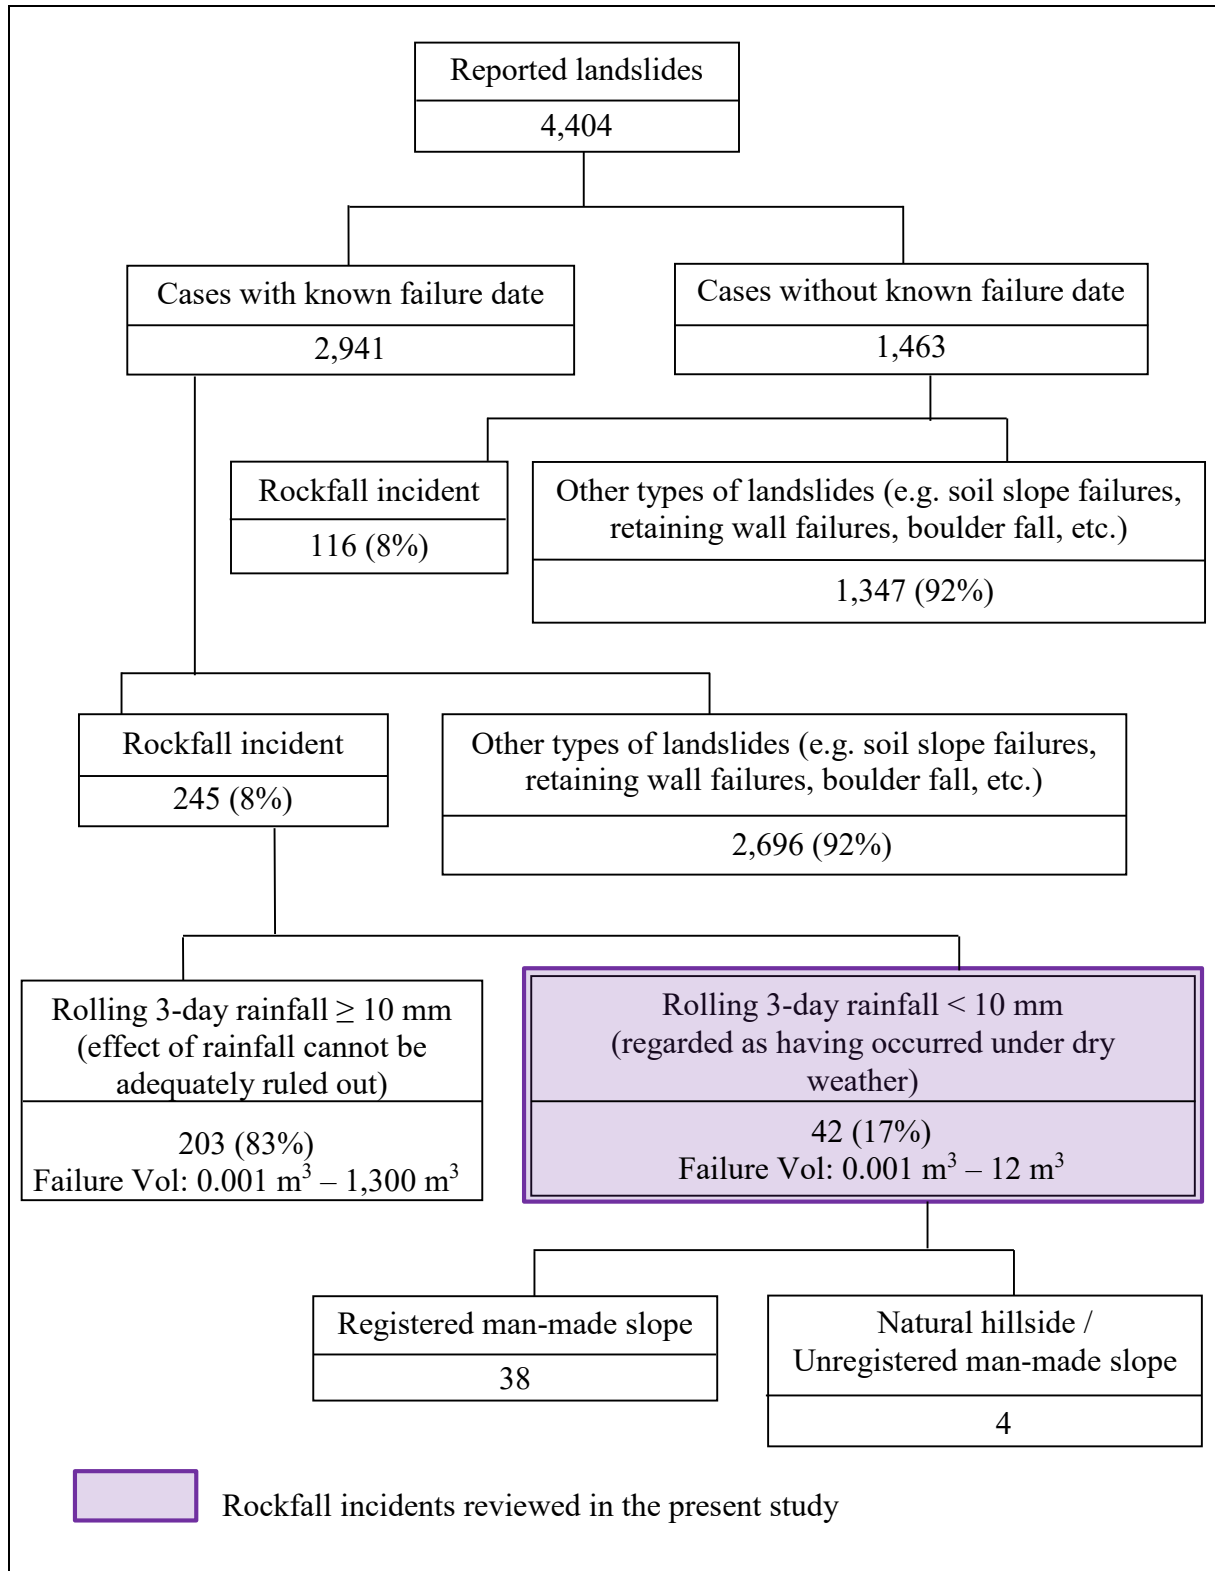 Reported landslides
4,404
Cases with known failure date
2,941
Cases without known failure date
1,463
Rockfall incident
116 (8%)
Other types of landslides (e.g. soil slope failures,
retaining wall failures, boulder fall, etc.)
1,347 (92%)
Rockfall incident
245 (8%)
Other types of landslides (e.g. soil slope failures,
retaining wall failures, boulder fall, etc.)
2,696 (92%)
Rolling 3-day rainfall ≥ 10 mm
(effect of rainfall cannot be
adequately ruled out)
203 (83%)
Failure Vol: 0.001 m³ – 1,300 m³
Rolling 3-day rainfall < 10 mm
(regarded as having occurred under dry
weather)
42 (17%)
Failure Vol: 0.001 m³ – 12 m³
Registered man-made slope
38
Natural hillside /
Unregistered man-made slope
4
Rockfall incidents reviewed in the present study